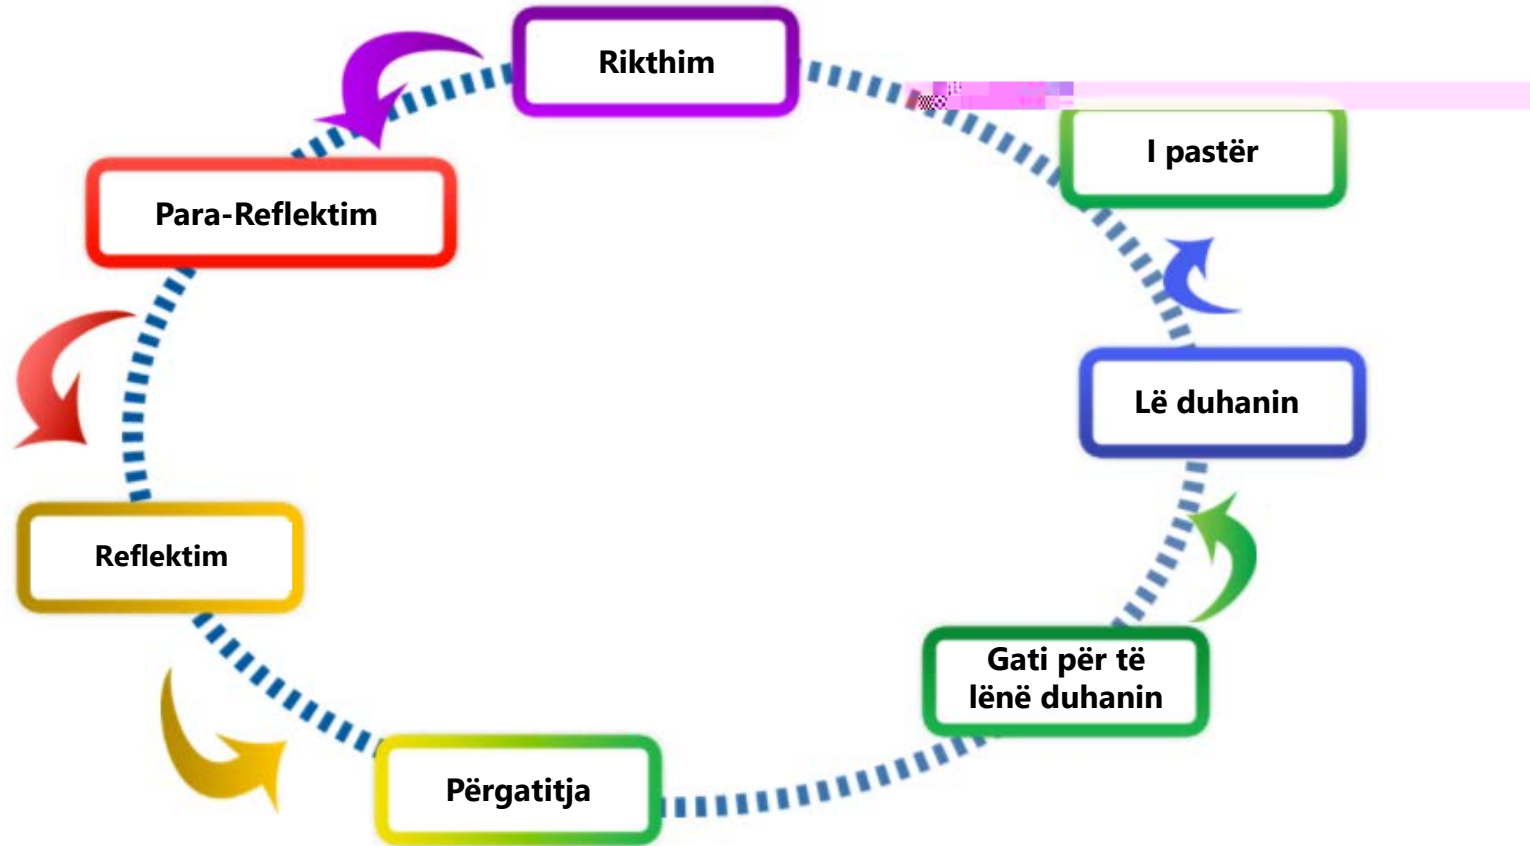 Rikthim
I pastër
Para-Reflektim
Lë duhanin
Reflektim
Gati për të
lënë duhanin
Përgatitja